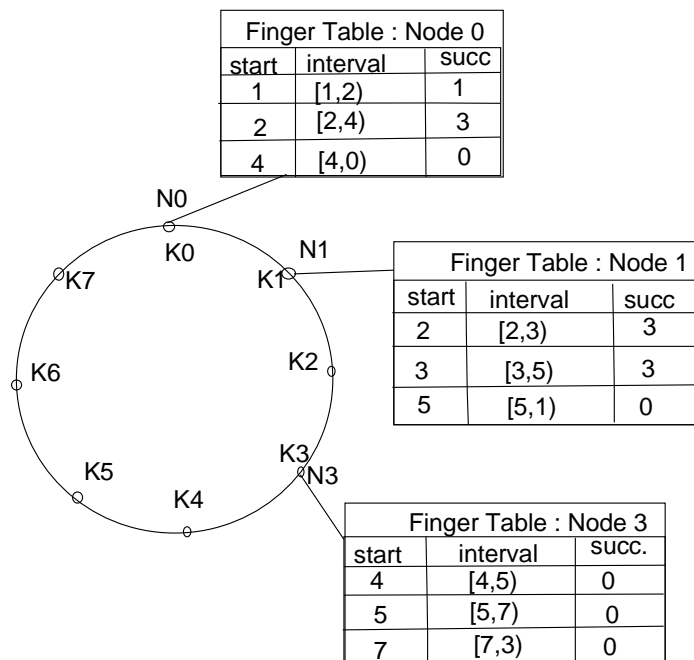 Finger Table : Node 0
start interval succ
1 [1,2) 1
2 [2,4) 3
4 [4,0) 0
N0
K0
N1
K1
K7
Finger Table : Node 1
start interval succ
2 [2,3) 3
3 [3,5) 3
5 [5,1) 0
K6
K2
K3
N3
K5
K4
Finger Table : Node 3
start interval succ.
4 [4,5) 0
5 [5,7) 0
7 [7,3) 0